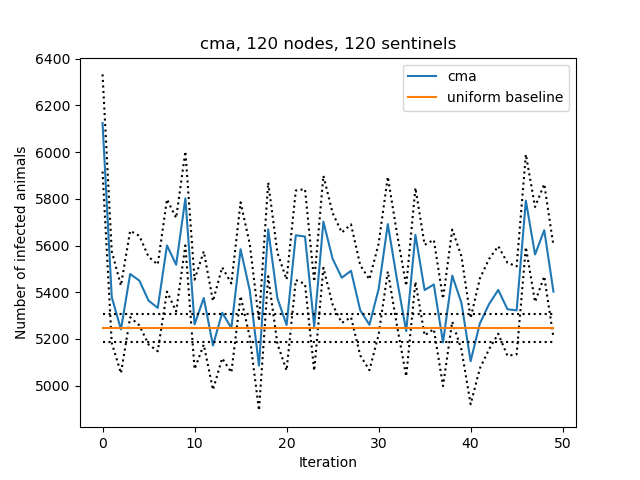 cma, 120 nodes, 120 sentinels
cma
uniform baseline
Number of infected animals
6400
6200
6000
5800
5600
5400
5200
5000
0 10 20 30 40 50
Iteration